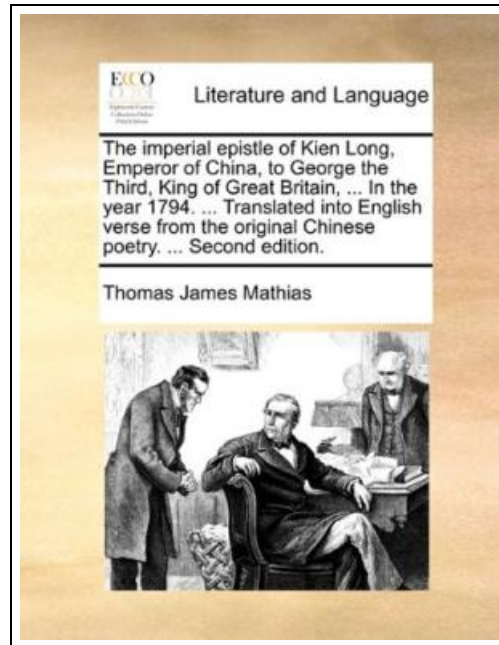 ECCO
Literature and Language
The imperial epistle of Kien Long,
Emperor of China, to George the
Third, King of Great Britain, ... In the
year 1794. ... Translated into English
verse from the original Chinese
poetry. ... Second edition.
Thomas James Mathias